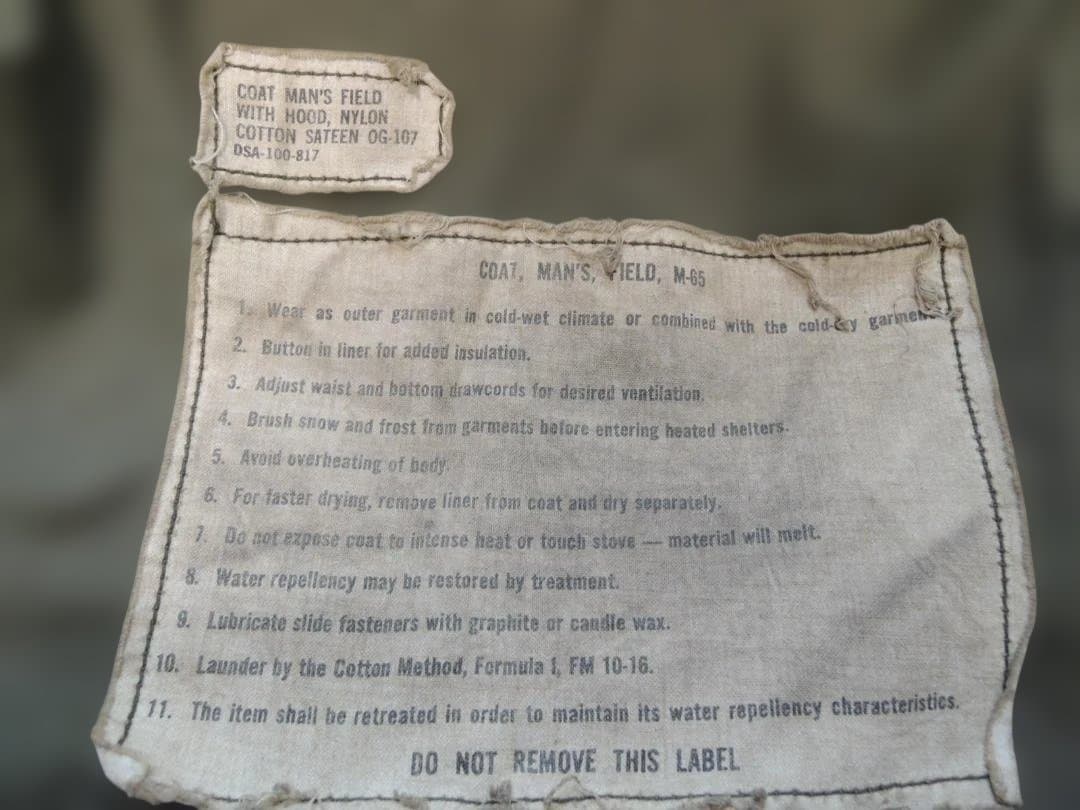 COAT MAN'S FIELD
WITH HOOD, NYLON
COTTON SATEEN OG-107
DSA-100-817
COAT, MAN'S, FIELD, M-65
1. Wear as outer garment in cold-wet climate or combined with the cold-dry
2. Button in liner for added insulation.
3. Adjust waist and bottom drawcords for desired ventilation.
4. Brush snow and frost from garments before entering heated shelters.
5. Avoid overheating of body.
6. For faster drying, remove liner from coat and dry separately.
7. Do not expose coat to intense heat or touch stove — material will melt.
8. Water repellency may be restored by treatment.
9. Lubricate slide fasteners with graphite or candle wax.
10. Launder by the Cotton Method, Formula I, FM 10-16.
11. The item shall be retreated in order to maintain its water repellency characteristics.
DO NOT REMOVE THIS LABEL